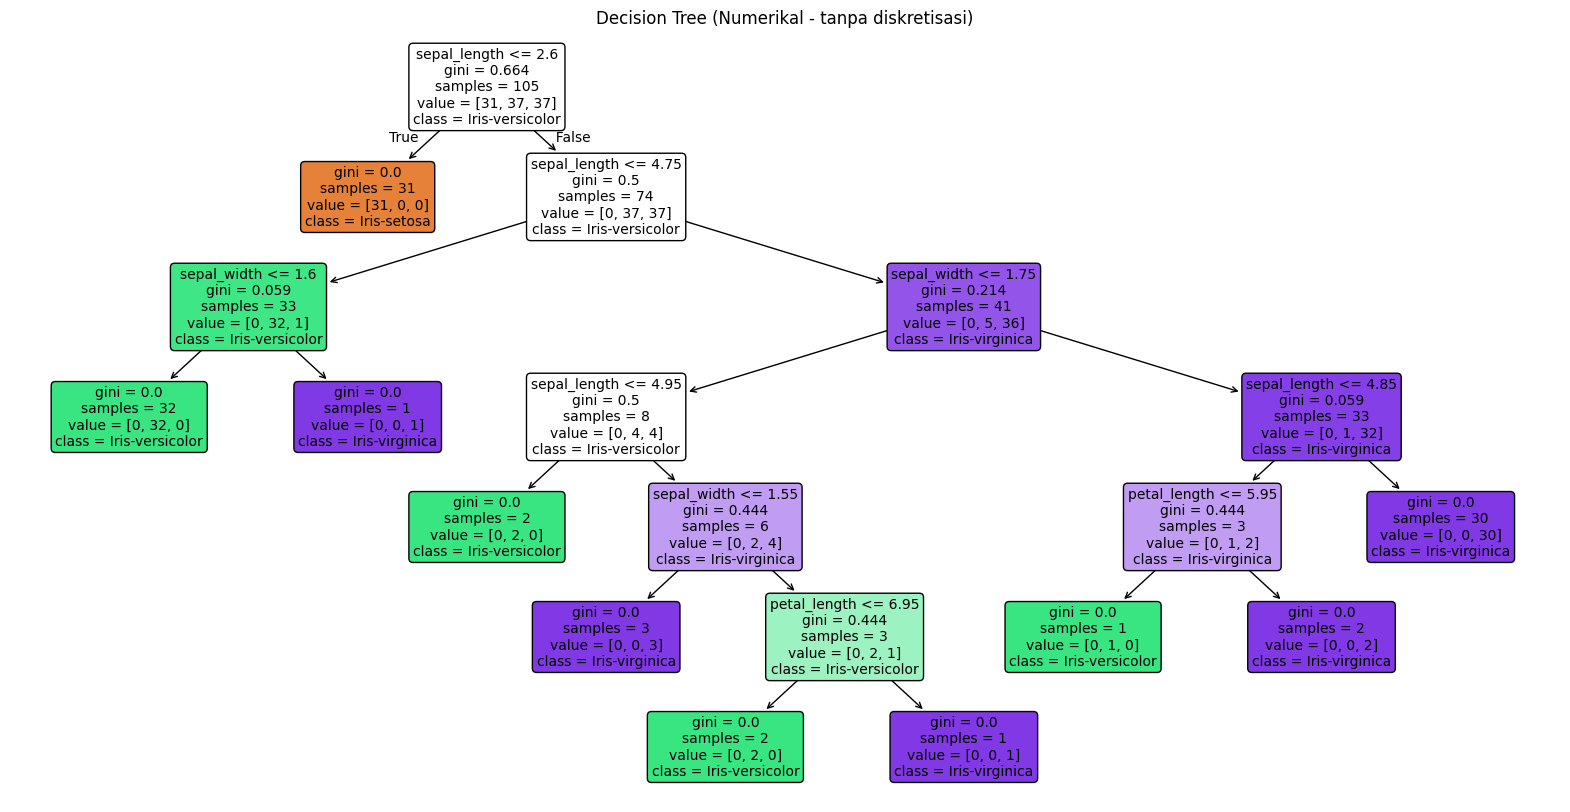 Decision Tree (Numerikal - tanpa diskretisasi)
sepal_length <= 2.6
gini = 0.664
samples = 105
value = [31, 37, 37]
class = Iris-versicolor
True
False
gini = 0.0
samples = 31
value = [31, 0, 0]
class = Iris-setosa
sepal_length <= 4.75
gini = 0.5
samples = 74
value = [0, 37, 37]
class = Iris-versicolor
sepal_width <= 1.6
gini = 0.059
samples = 33
value = [0, 32, 1]
class = Iris-versicolor
sepal_width <= 1.75
gini = 0.214
samples = 41
value = [0, 5, 36]
class = Iris-virginica
gini = 0.0
samples = 32
value = [0, 32, 0]
class = Iris-versicolor
gini = 0.0
samples = 1
value = [0, 0, 1]
class = Iris-virginica
sepal_length <= 4.95
gini = 0.5
samples = 8
value = [0, 4, 4]
class = Iris-versicolor
sepal_length <= 4.85
gini = 0.059
samples = 33
value = [0, 1, 32]
class = Iris-virginica
gini = 0.0
samples = 2
value = [0, 2, 0]
class = Iris-versicolor
sepal_width <= 1.55
gini = 0.444
samples = 6
value = [0, 2, 4]
class = Iris-virginica
petal_length <= 5.95
gini = 0.444
samples = 3
value = [0, 1, 2]
class = Iris-virginica
gini = 0.0
samples = 30
value = [0, 0, 30]
class = Iris-virginica
gini = 0.0
samples = 3
value = [0, 0, 3]
class = Iris-virginica
petal_length <= 6.95
gini = 0.444
samples = 3
value = [0, 2, 1]
class = Iris-versicolor
gini = 0.0
samples = 1
value = [0, 1, 0]
class = Iris-versicolor
gini = 0.0
samples = 2
value = [0, 0, 2]
class = Iris-virginica
gini = 0.0
samples = 2
value = [0, 2, 0]
class = Iris-versicolor
gini = 0.0
samples = 1
value = [0, 0, 1]
class = Iris-virginica